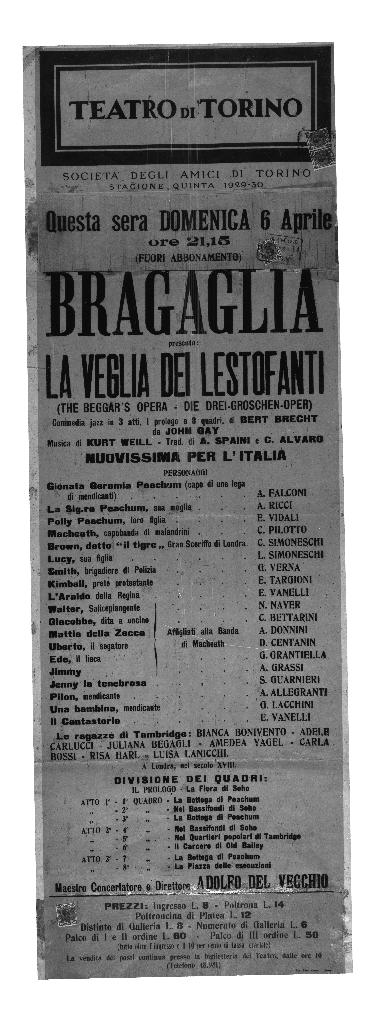 TEATRO DI TORINO
SOCIETÀ DEGLI AMICI DI TORINO
STAGIONE QUINTA 1929-30
Questa sera DOMENICA 6 Aprile
ore 21,15
(FUORI ABBONAMENTO)
BRAGAGLIA
presenta:
LA VEGLIA DEI LESTOFANTI
(THE BEGGAR'S OPERA - DIE DREI-GROSCHEN-OPER)
Commedia jazz in 3 atti, 1 prologo e 8 quadri, di BERT BRECHT
da JOHN GAY
Musica di KURT WEILL - Trad. di A. SPAINI e C. ALVARO
NUOVISSIMA PER L'ITALIA
PERSONAGGI
Gionata Geremia Peachum (capo di una lega
di mendicanti) A. FALCONI
La Sig.ra Peachum, sua moglie A. RICCI
Polly Peachum, loro figlia E. VIDALI
Macheath, capobanda di malandrini C. PILOTTO
Brown, detto "il tigre" Gran Sceriffo di Londra C. SIMONESCHI
Lucy, sua figlia L. SIMONESCHI
Smith, brigadiere di Polizia G. VERNA
Kimball, prete protestante E. TARGIONI
L'Araldo della Regina E. VANELLI
Walter, Salicepiangente N. NAYER
Giacobbe, dita a uncino C. BETTARINI
Mattia della Zecca Affigliati alla Banda A. DONNINI
Uberto, il segatore di Macheath D. CENTANIN
Ede, il lisca G. GRANTIELLA
Jimmy A. GRASSI
Jenny la tenebrosa S. GUARNIERI
Pilon, mendicante A. ALLEGRANTI
Una bambina, mendicante G. LACCHINI
Il Cantastorie E. VANELLI
Le ragazze di Tambridge: BIANCA BONIVENTO - ADELE
CARLUCCI - JULIANA BEGAGLI - AMEDEA VAGEL - CARLA
BOSSI - RISA HARL - LUISA LANICCHI.
A Londra, nel secolo XVIII.
DIVISIONE DEI QUADRI:
IL PROLOGO - La Fiera di Soho
ATTO 1° - 1° QUADRO - La Bottega di Peachum
" - 2° " - Nei Bassifondi di Soho
" - 3° " - La Bottega di Peachum
ATTO 2° - 4° " - Nei Bassifondi di Soho
" - 5° " - Nei Quartieri popolari di Tambridge
" - 6° " - Il Carcere di Old Bailey
ATTO 3° - 7° " - La Bottega di Peachum
" - 8° " - La Piazza delle esecuzioni
Maestro Concertatore e Direttore ADOLFO DEL VECCHIO
PREZZI: Ingresso L. 8 - Poltrona L. 14
Poltroncina di Platea L. 12
Distinto di Galleria L. 8 - Numerato di Galleria L. 6
Palco di I e II ordine L. 60 - Palco di III ordine L. 50
(tutto oltre l'ingresso e il 10 per cento di tassa erariale)
La vendita dei posti continua presso la biglietteria del Teatro, dalle ore 10